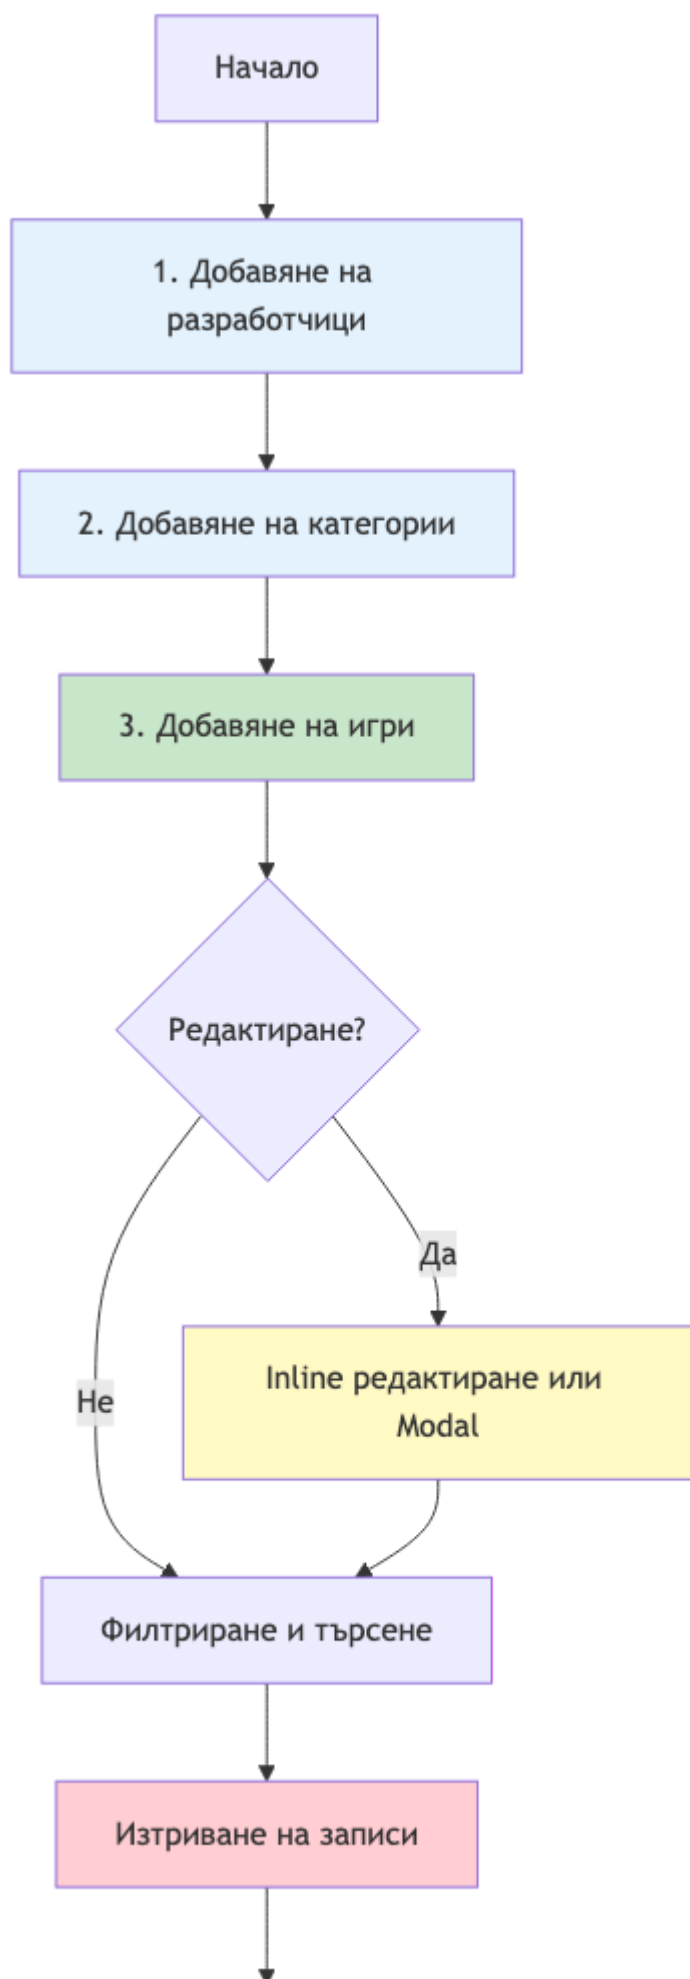 Начало
1. Добавяне на
разработчици
2. Добавяне на категории
3. Добавяне на игри
Редактиране?
Да
Inline редактиране или
Modal
Не
Филтриране и търсене
Изтриване на записи